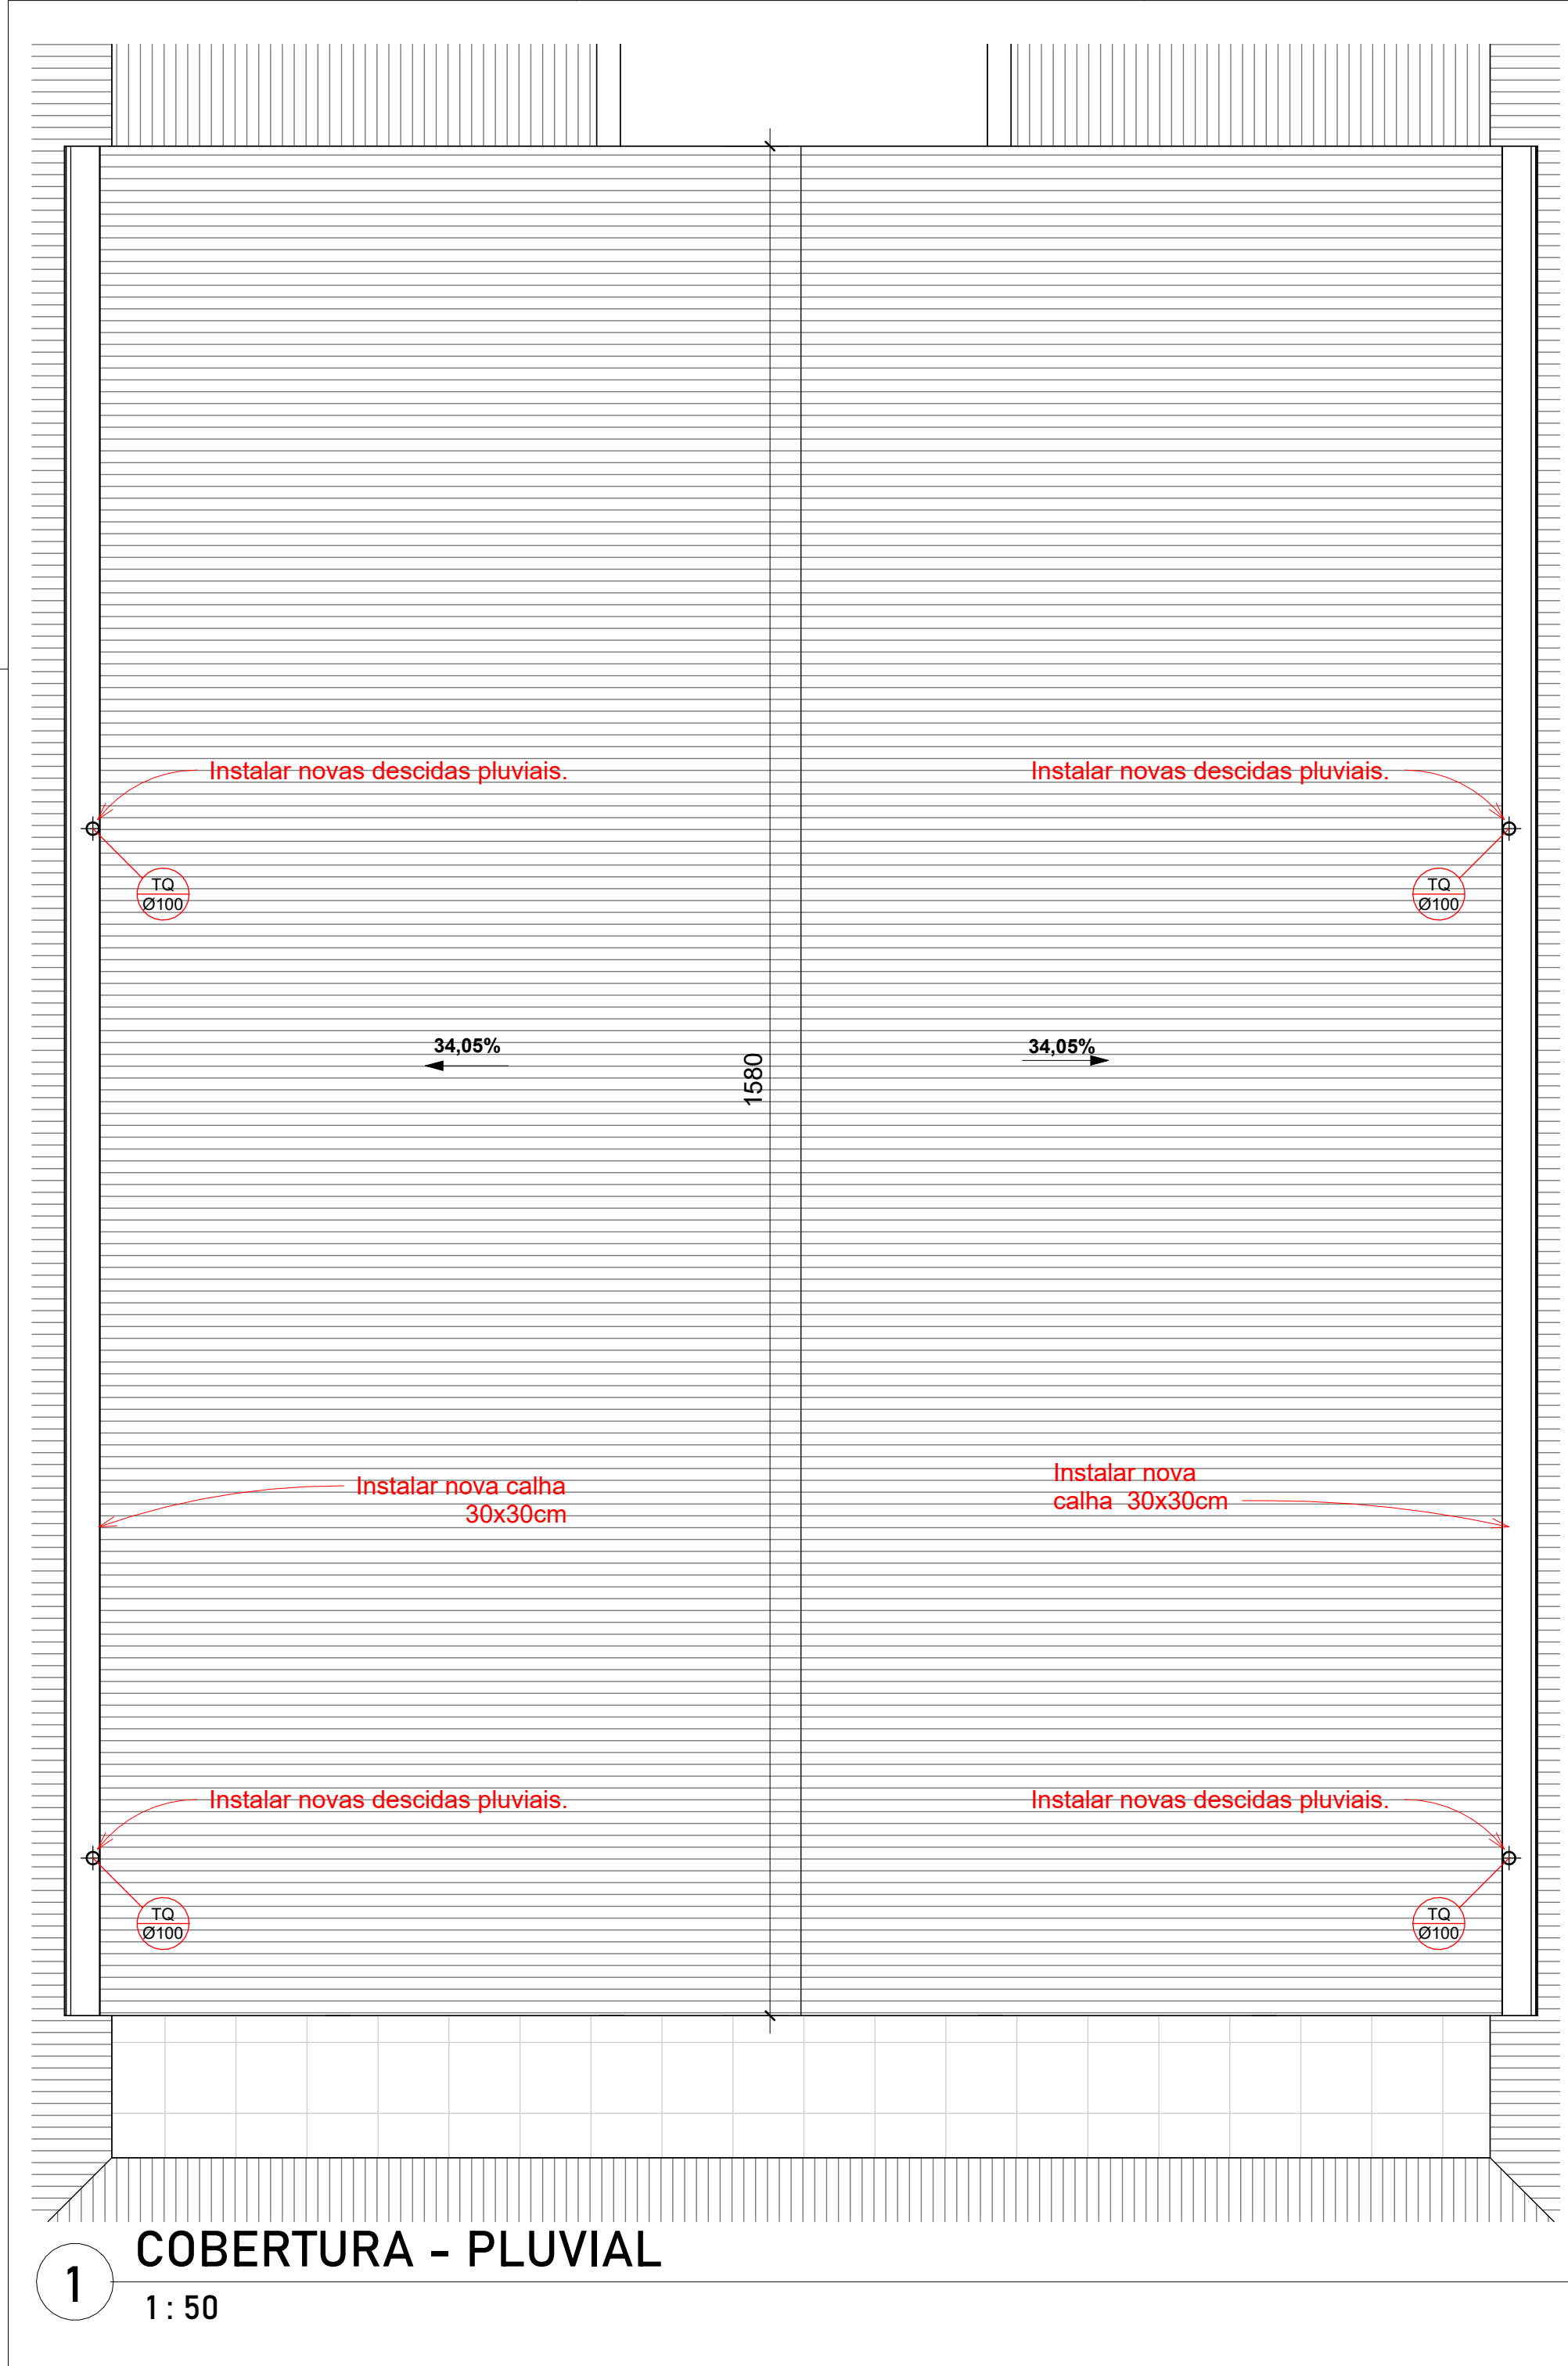 Instalar novas descidas pluviais.
Instalar novas descidas pluviais.
TQ
Ø100
TQ
Ø100
34,05%
34,05%
1580
Instalar nova calha
30x30cm
Instalar nova
calha 30x30cm
Instalar novas descidas pluviais.
Instalar novas descidas pluviais.
TQ
Ø100
TQ
Ø100
1
COBERTURA - PLUVIAL
1 : 50